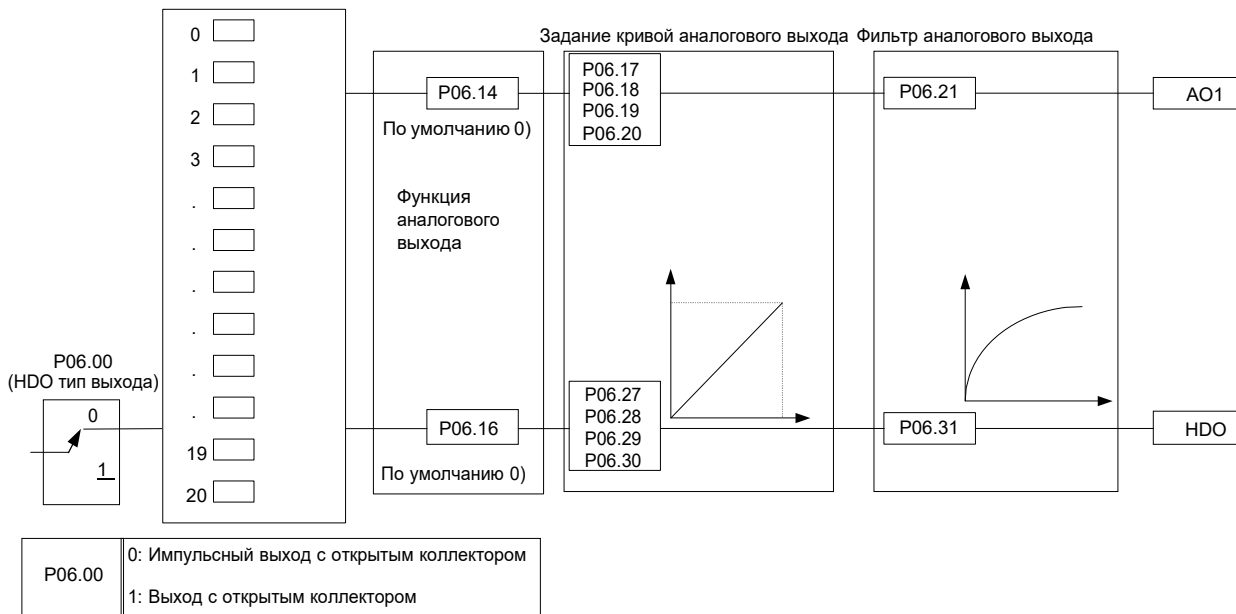 Задание кривой аналогового выхода
Фильтр аналогового выхода
0
1
2
3
.
.
.
.
.
.
19
20
P06.14
По умолчанию 0)
Функция
аналогового
выхода
P06.16
По умолчанию 0)
P06.17
P06.18
P06.19
P06.20
P06.27
P06.28
P06.29
P06.30
P06.21
P06.31
AO1
HDO
P06.00
(HDO тип выхода)
0
1
P06.00
0: Импульсный выход с открытым коллектором
1: Выход с открытым коллектором